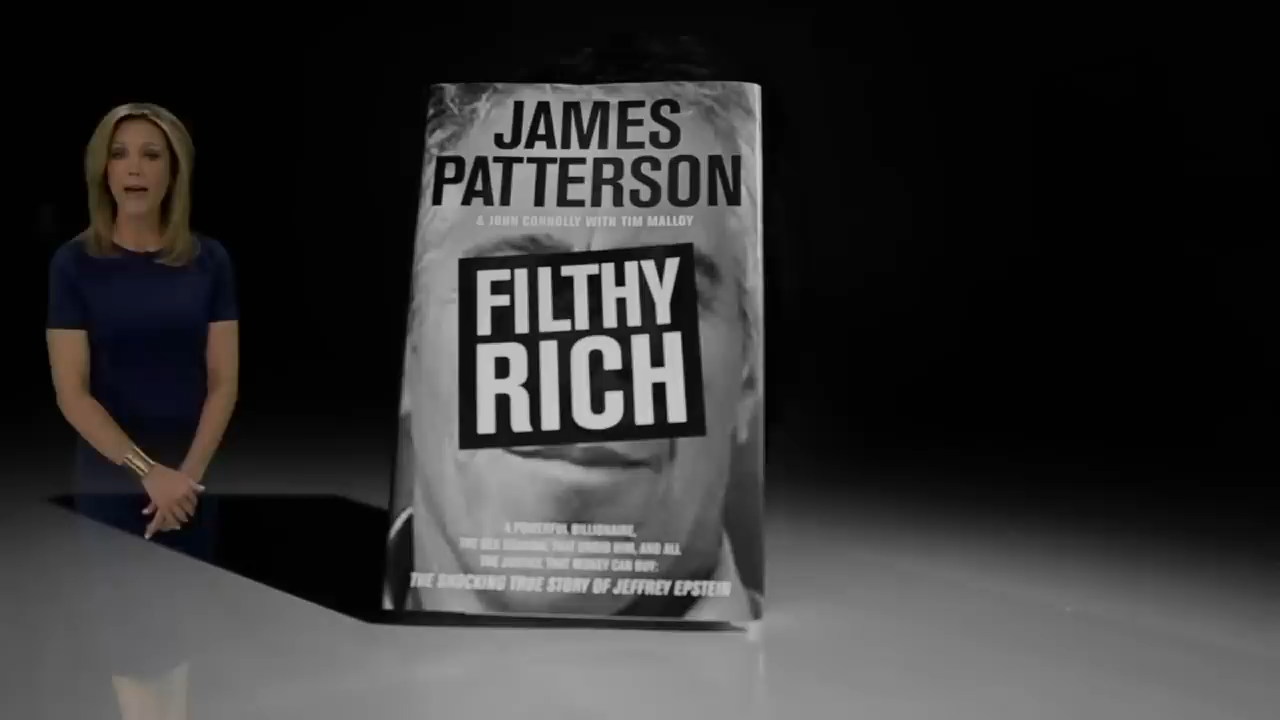 JAMES
PATTERSON
& JOHN CONNOLLY WITH TIM MALLOY
FILTHY
RICH
A POWERFUL BILLIONAIRE,
THE SEX SCANDAL THAT UNDID HIM, AND ALL
THE JUSTICE THAT MONEY CAN BUY:
THE SHOCKING TRUE STORY OF JEFFREY EPSTEIN